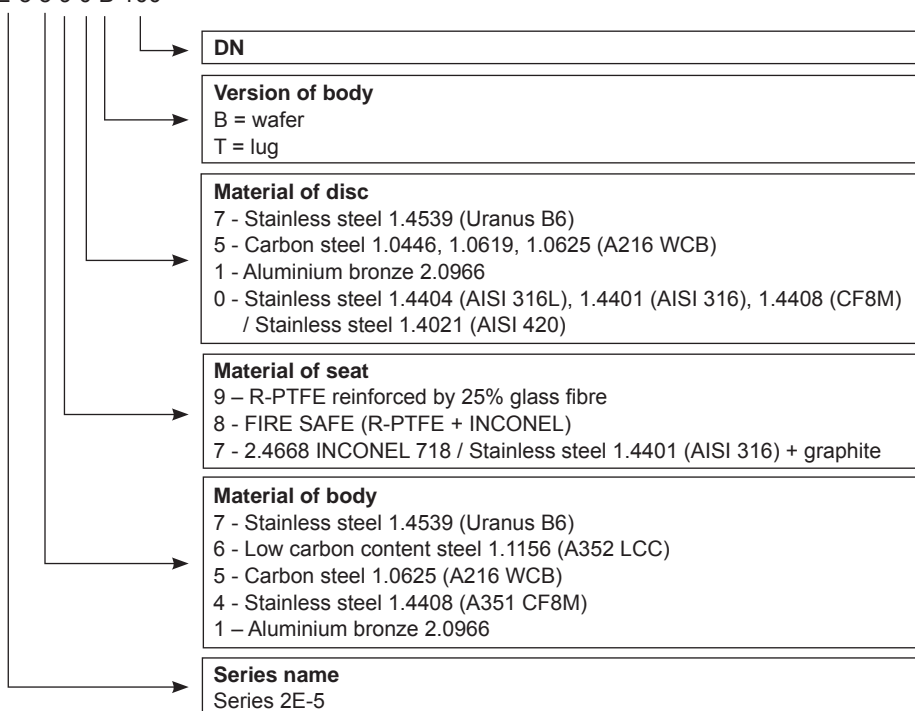 DN
Version of body
B = wafer
T = lug
Material of disc
7 - Stainless steel 1.4539 (Uranus B6)
5 - Carbon steel 1.0446, 1.0619, 1.0625 (A216 WCB)
1 - Aluminium bronze 2.0966
0 - Stainless steel 1.4404 (AISI 316L), 1.4401 (AISI 316), 1.4408 (CF8M)
/ Stainless steel 1.4021 (AISI 420)
Material of seat
9 – R-PTFE reinforced by 25% glass fibre
8 - FIRE SAFE (R-PTFE + INCONEL)
7 - 2.4668 INCONEL 718 / Stainless steel 1.4401 (AISI 316) + graphite
Material of body
7 - Stainless steel 1.4539 (Uranus B6)
6 - Low carbon content steel 1.1156 (A352 LCC)
5 - Carbon steel 1.0625 (A216 WCB)
4 - Stainless steel 1.4408 (A351 CF8M)
1 – Aluminium bronze 2.0966
Series name
Series 2E-5